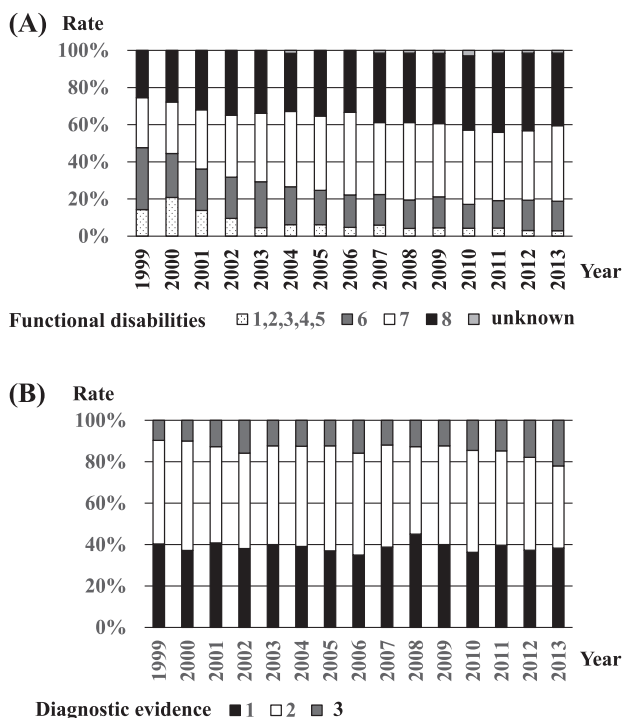 (A) Rate
100%
80%
60%
40%
20%
0%
1999 2000 2001 2002 2003 2004 2005 2006 2007 2008 2009 2010 2011 2012 2013 Year
Functional disabilities 1,2,3,4,5 6 7 8 unknown
(B) Rate
100%
80%
60%
40%
20%
0%
1999 2000 2001 2002 2003 2004 2005 2006 2007 2008 2009 2010 2011 2012 2013 Year
Diagnostic evidence 1 2 3